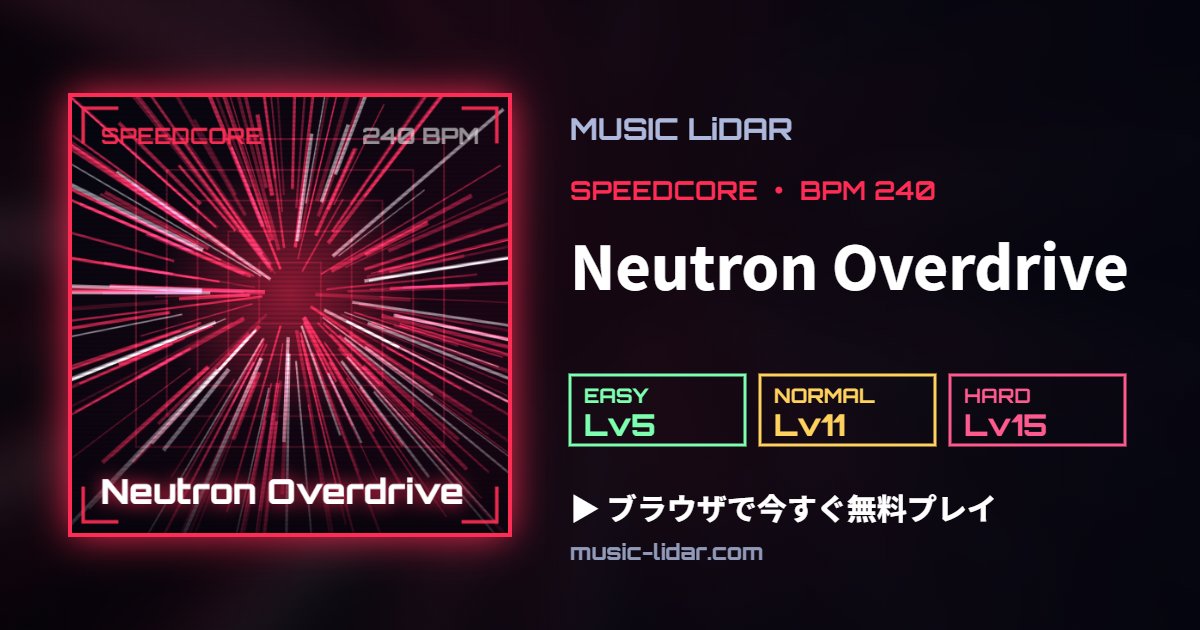 SPEEDCORE
240 BPM
Neutron Overdrive
MUSIC LiDAR
SPEEDCORE • BPM 240
Neutron Overdrive
EASY
Lv5
NORMAL
Lv11
HARD
Lv15
▶ ブラウザで今すぐ無料プレイ
music-lidar.com